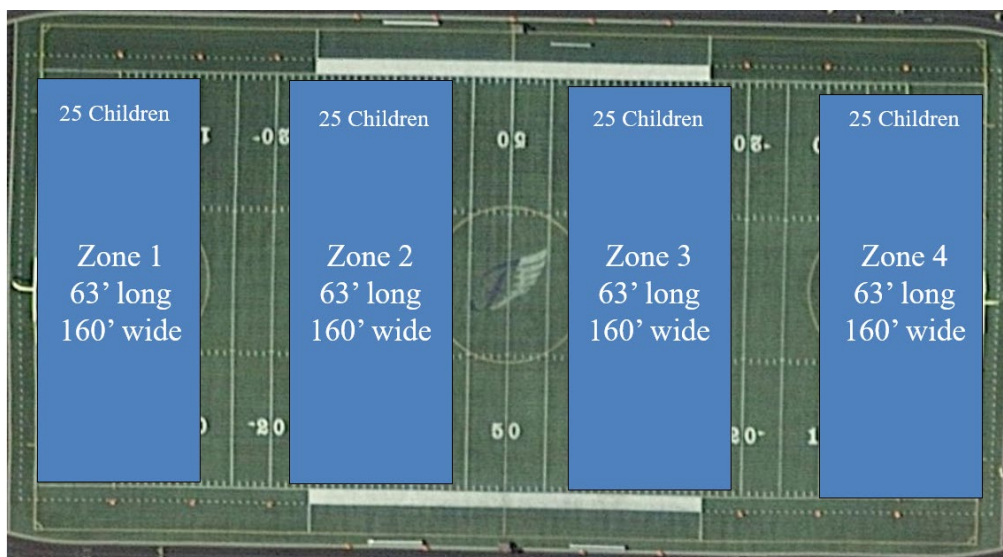 25 Children
Zone 1
63’ long
160’ wide
25 Children
Zone 2
63’ long
160’ wide
25 Children
Zone 3
63’ long
160’ wide
25 Children
Zone 4
63’ long
160’ wide
50
-20
50
20-